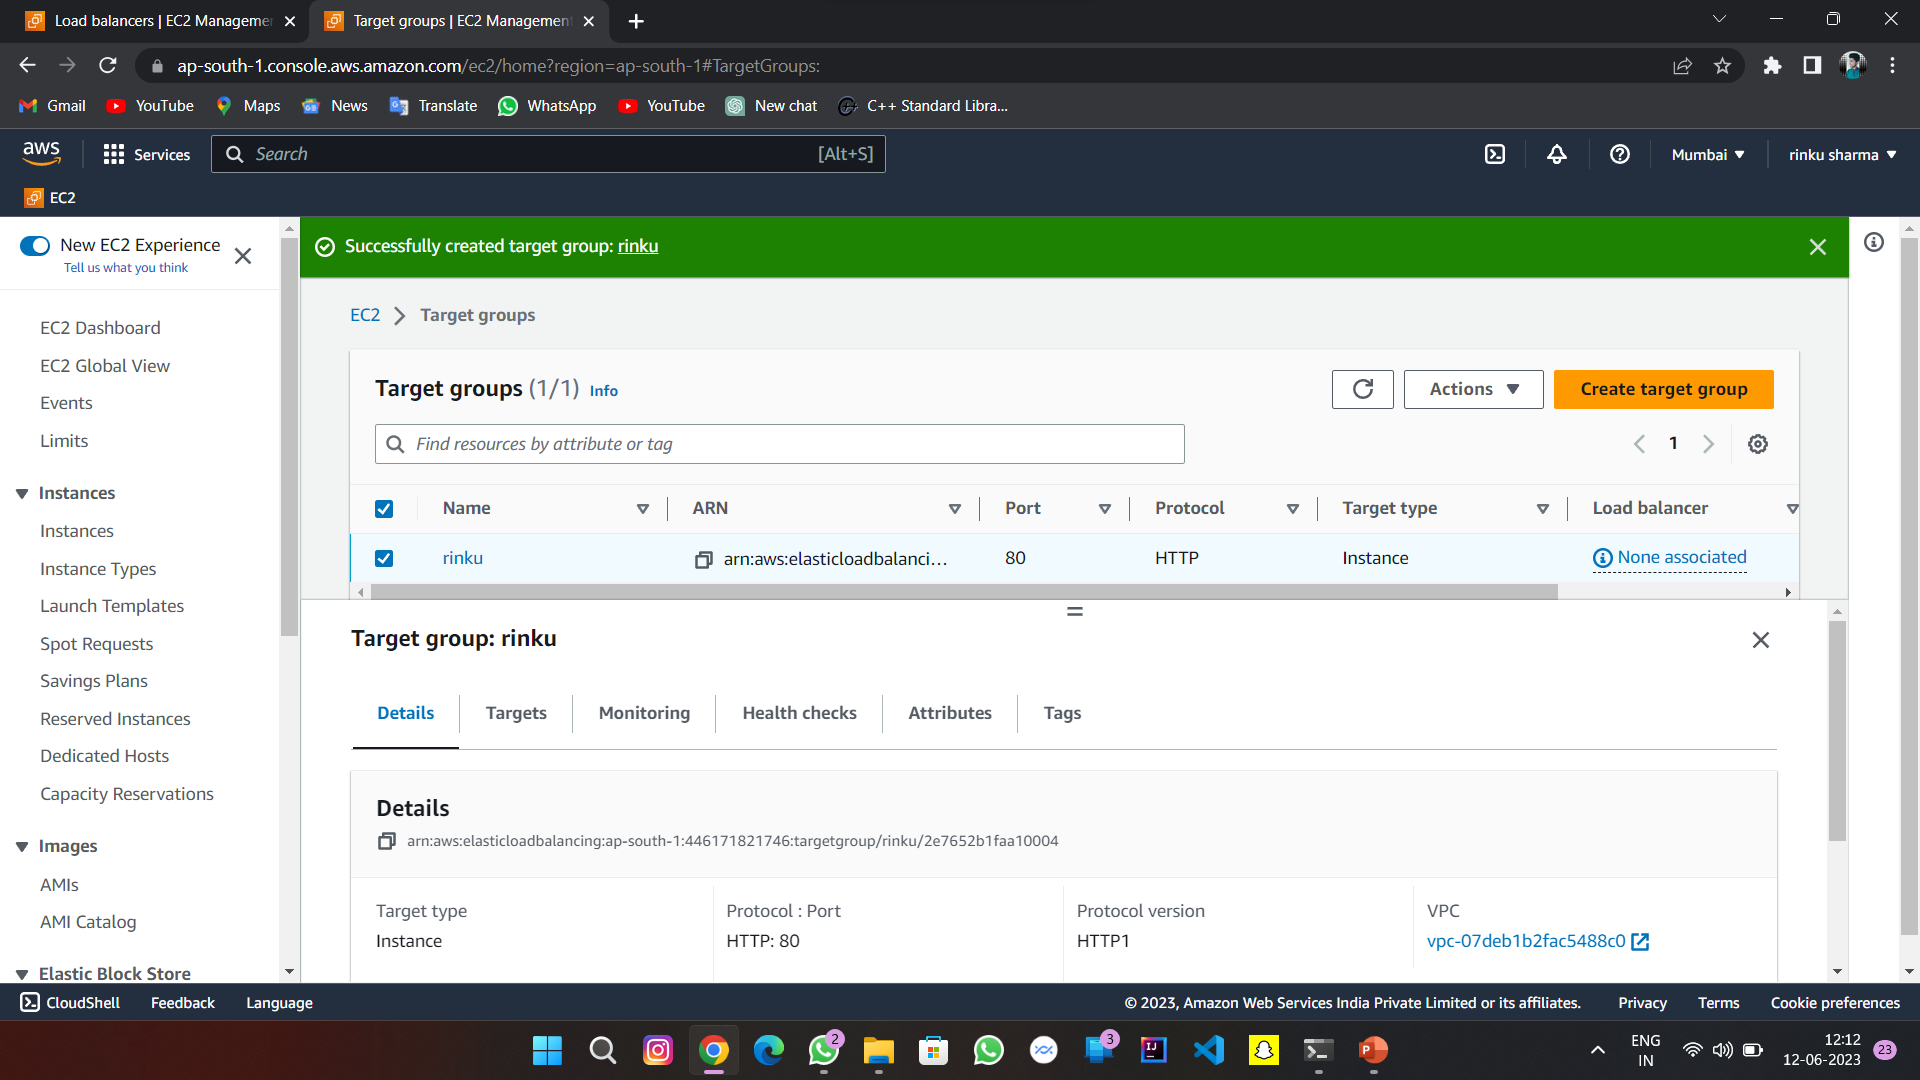 Load balancers | EC2 Managemen
Target groups | EC2 Management
ap-south-1.console.aws.amazon.com/ec2/home?region=ap-south-1#TargetGroups:
Gmail
YouTube
Maps
News
Translate
WhatsApp
YouTube
New chat
C++ Standard Libra...
aws
Services
Search
[Alt+S]
Mumbai
rinku sharma
EC2
New EC2 Experience
Tell us what you think
EC2 Dashboard
EC2 Global View
Events
Limits
Instances
Instances
Instance Types
Launch Templates
Spot Requests
Savings Plans
Reserved Instances
Dedicated Hosts
Capacity Reservations
Images
AMIs
AMI Catalog
Elastic Block Store
Successfully created target group: rinku
EC2 > Target groups
Target groups (1/1) Info
Actions
Create target group
Find resources by attribute or tag
1
Name
ARN
Port
Protocol
Target type
Load balancer
rinku
arn:aws:elasticloadbalanci...
80
HTTP
Instance
None associated
Target group: rinku
Details
Targets
Monitoring
Health checks
Attributes
Tags
Details
arn:aws:elasticloadbalancing:ap-south-1:446171821746:targetgroup/rinku/2e7652b1faa10004
Target type
Instance
Protocol : Port
HTTP: 80
Protocol version
HTTP1
VPC
vpc-07deb1b2fac5488c0
CloudShell
Feedback
Language
© 2023, Amazon Web Services India Private Limited or its affiliates.
Privacy
Terms
Cookie preferences
2
3
IJ
P
ENG
IN
12:12
12-06-2023
23